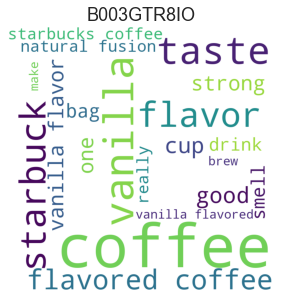 B003GTR8IO
starbucks coffee
natural fusion
taste
make
strong
starbuck
vanilla flavor
bag
vanilla
flavor
one
really
cup
drink
brew
good
smell
vanilla flavored
coffee
flavored coffee